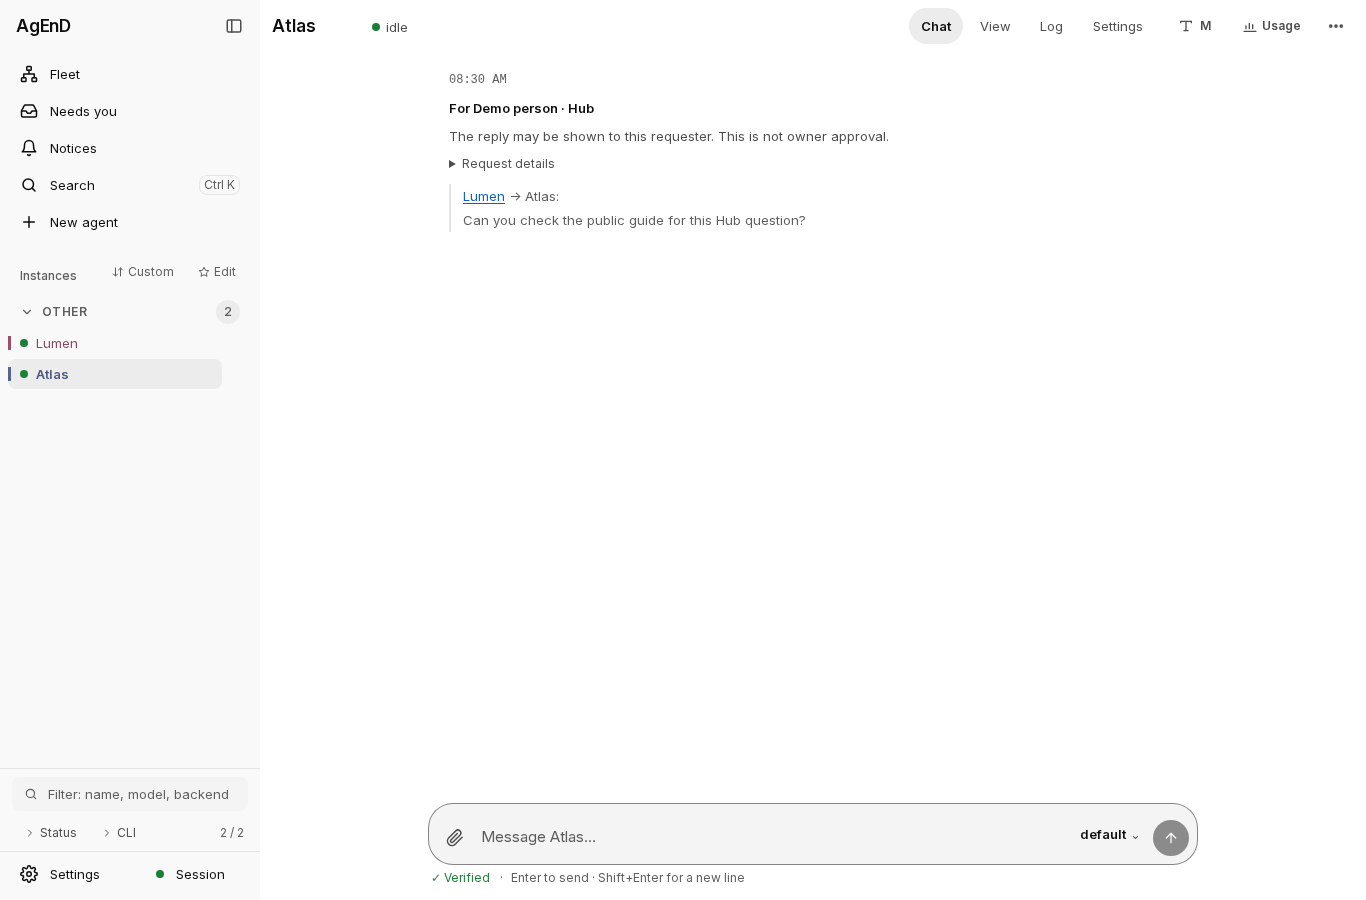 AgEnD
Fleet
Needs you
Notices
Search
Ctrl K
New agent
Instances
Custom
Edit
OTHER
2
Lumen
Atlas
Filter: name, model, backend
Status
CLI
2 / 2
Settings
Session
Atlas
idle
Chat
View
Log
Settings
M
Usage
08:30 AM
For Demo person · Hub
The reply may be shown to this requester. This is not owner approval.
Request details
Lumen → Atlas:
Can you check the public guide for this Hub question?
Message Atlas...
default
✓ Verified · Enter to send · Shift+Enter for a new line